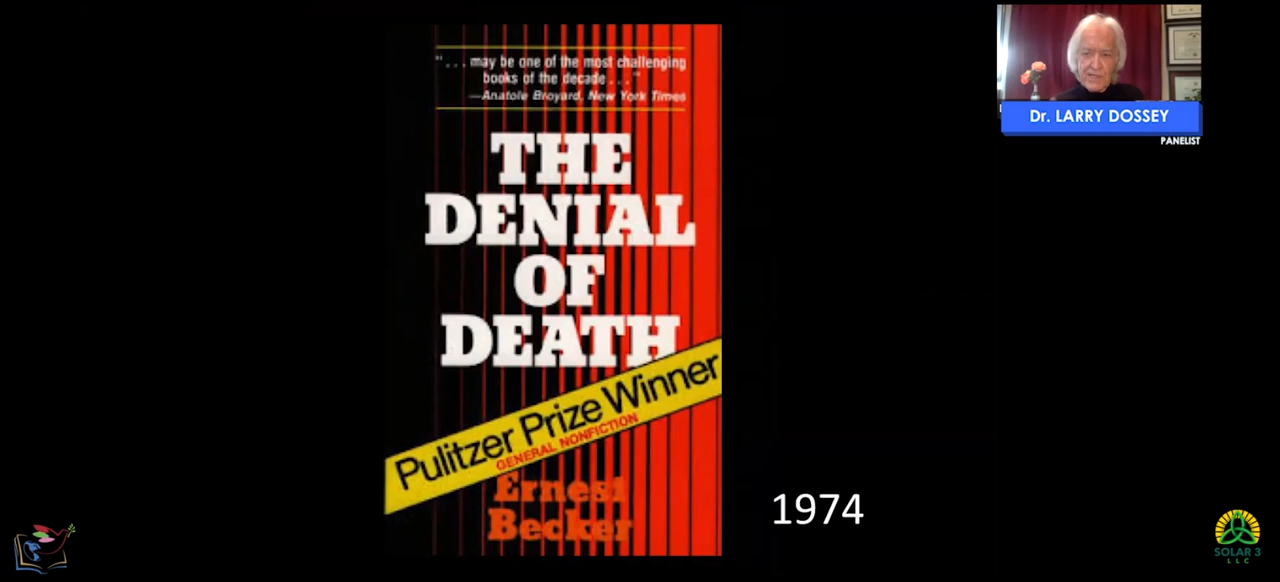 "... may be one of the most challenging
books of the decade ..."
—Anatole Broyard, New York Times
THE
DENIAL
OF
DEATH
Pulitzer Prize Winner
GENERAL NONFICTION
Ernest
Becker
1974
Dr. LARRY DOSSEY
PANELIST
SOLAR 3
LLC